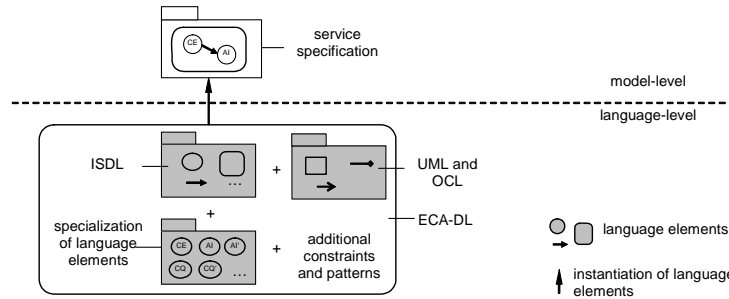 CE
AI
service
specification
model-level
language-level
ISDL
...
+
UML and
OCL
+
ECA-DL
specialization
of language
elements
CE AI AI'
CQ CQ' ...
+
additional
constraints
and patterns
language elements
instantiation of language
elements